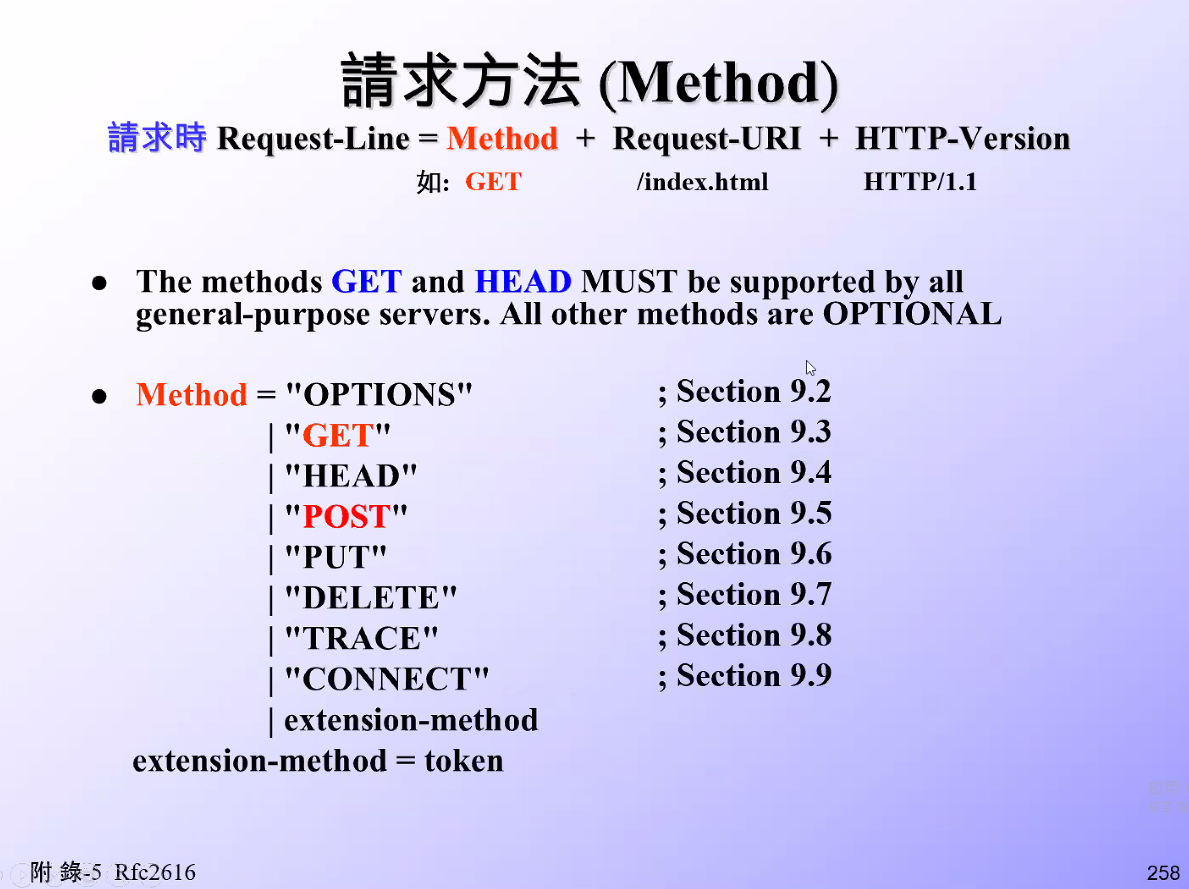 請求方法 (Method)
請求時 Request-Line = Method + Request-URI + HTTP-Version
如: GET /index.html HTTP/1.1
● The methods GET and HEAD MUST be supported by all
general-purpose servers. All other methods are OPTIONAL
● Method = "OPTIONS" ; Section 9.2
| "GET" ; Section 9.3
| "HEAD" ; Section 9.4
| "POST" ; Section 9.5
| "PUT" ; Section 9.6
| "DELETE" ; Section 9.7
| "TRACE" ; Section 9.8
| "CONNECT" ; Section 9.9
| extension-method
extension-method = token
附 錄-5 Rfc2616
258